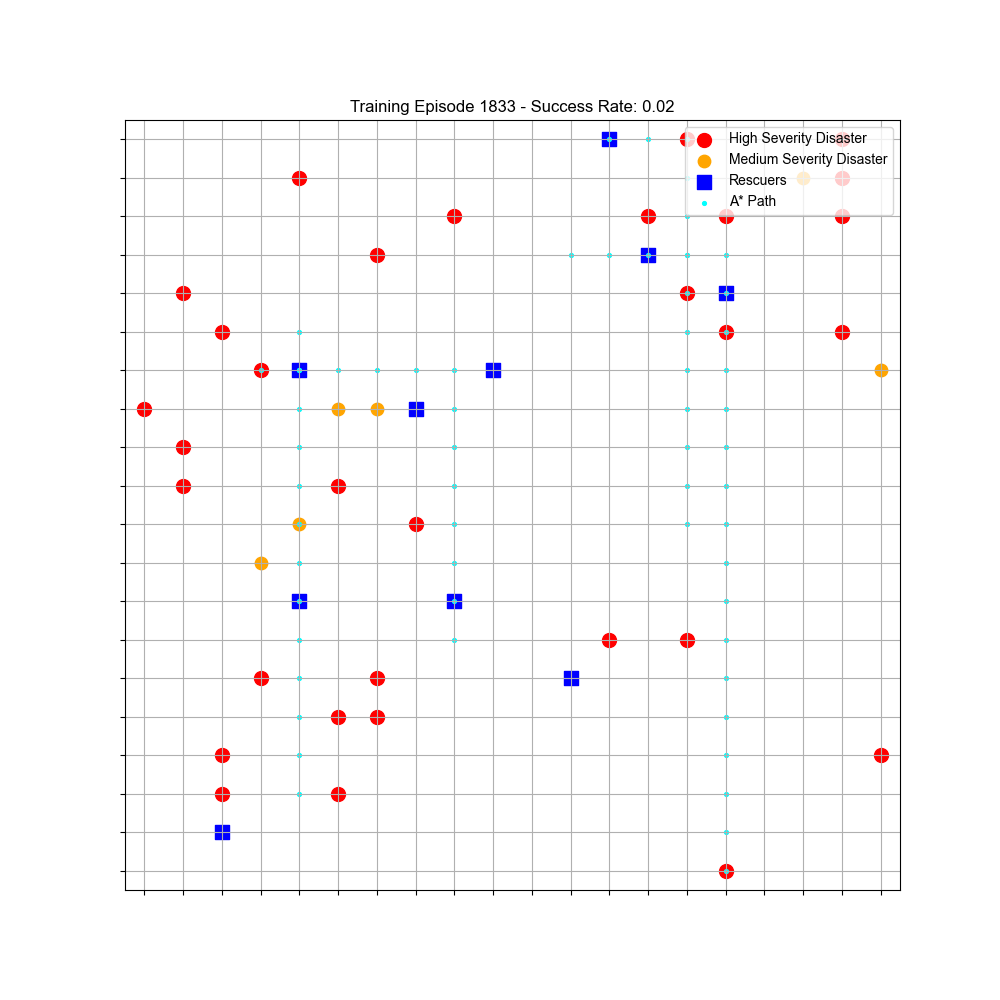 Training Episode 1833 - Success Rate: 0.02
High Severity Disaster
Medium Severity Disaster
Rescuers
A* Path